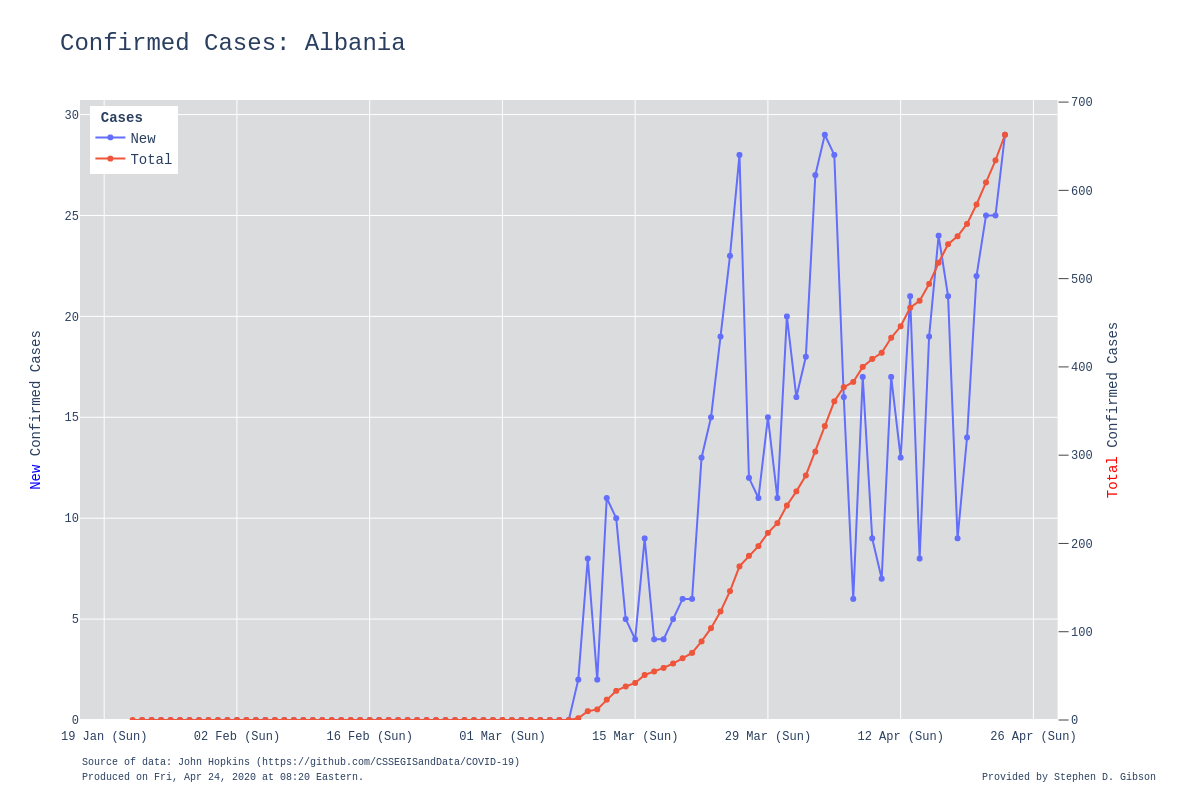 Confirmed Cases: Albania
Cases
New
Total
30
25
20
15
10
5
0
700
600
500
400
300
200
100
0
New Confirmed Cases
Total Confirmed Cases
19 Jan (Sun) 02 Feb (Sun) 16 Feb (Sun) 01 Mar (Sun) 15 Mar (Sun) 29 Mar (Sun) 12 Apr (Sun) 26 Apr (Sun)
Source of data: John Hopkins (https://github.com/CSSEGISandData/COVID-19)
Produced on Fri, Apr 24, 2020 at 08:20 Eastern.
Provided by Stephen D. Gibson